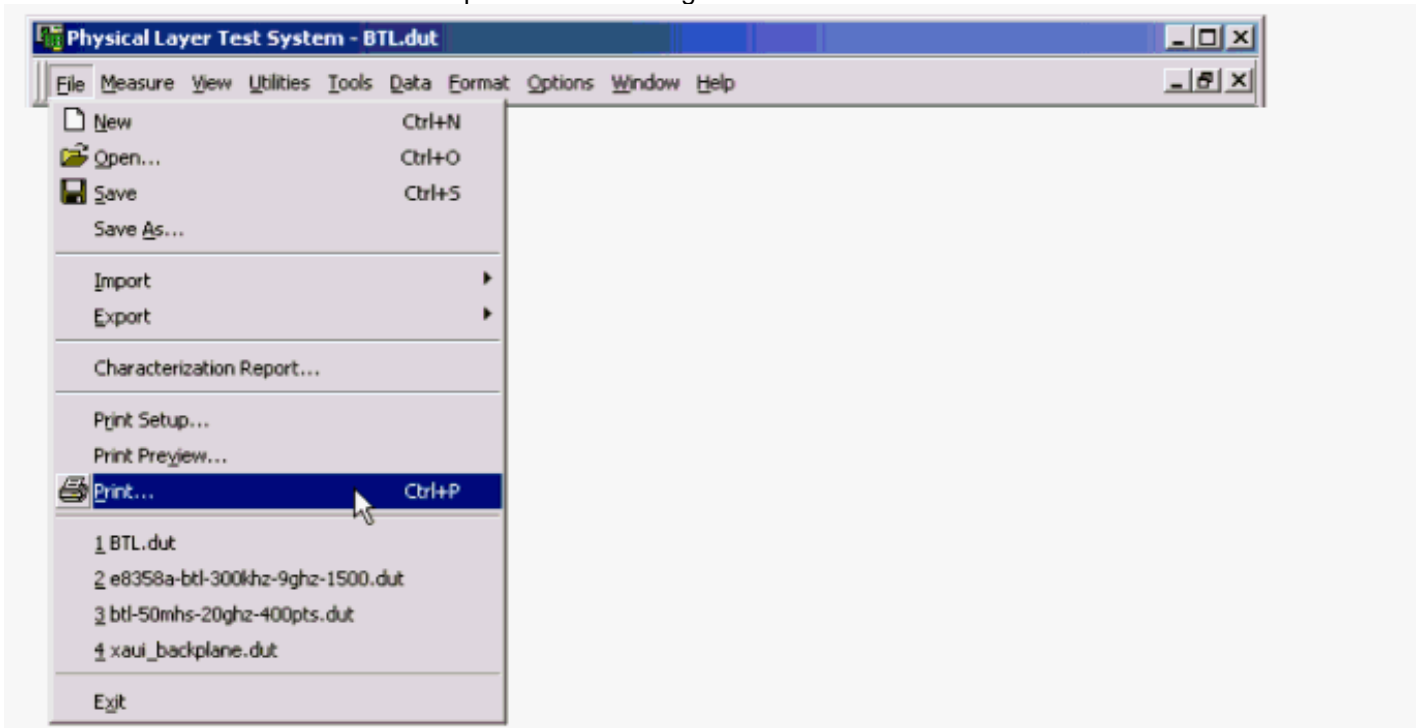 Physical Layer Test System - BTL.dut
File Measure View Utilities Tools Data Format Options Window Help
New Ctrl+N
Open... Ctrl+O
Save Ctrl+S
Save As...
Import
Export
Characterization Report...
Print Setup...
Print Preview...
Print... Ctrl+P
1 BTL.dut
2 e8358a-btl-300khz-9ghz-1500.dut
3 btl-50mhs-20ghz-400pts.dut
4 xaui_backplane.dut
Exit